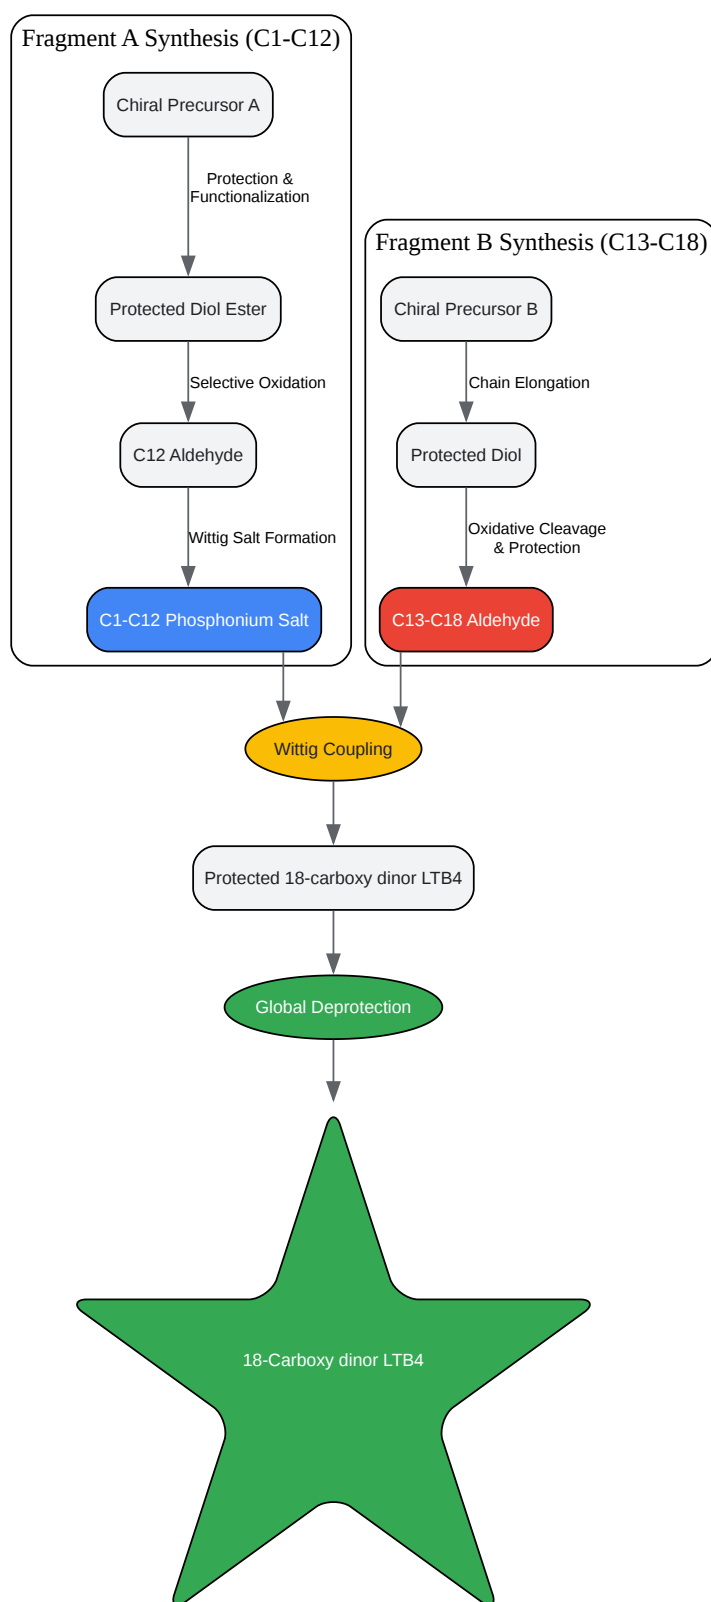 Fragment A Synthesis (C1-C12)
Chiral Precursor A
Protection &
Functionalization
Protected Diol Ester
Selective Oxidation
C12 Aldehyde
Wittig Salt Formation
C1-C12 Phosphonium Salt
Fragment B Synthesis (C13-C18)
Chiral Precursor B
Chain Elongation
Protected Diol
Oxidative Cleavage
& Protection
C13-C18 Aldehyde
Wittig Coupling
Protected 18-carboxy dinor LTB4
Global Deprotection
18-Carboxy dinor LTB4